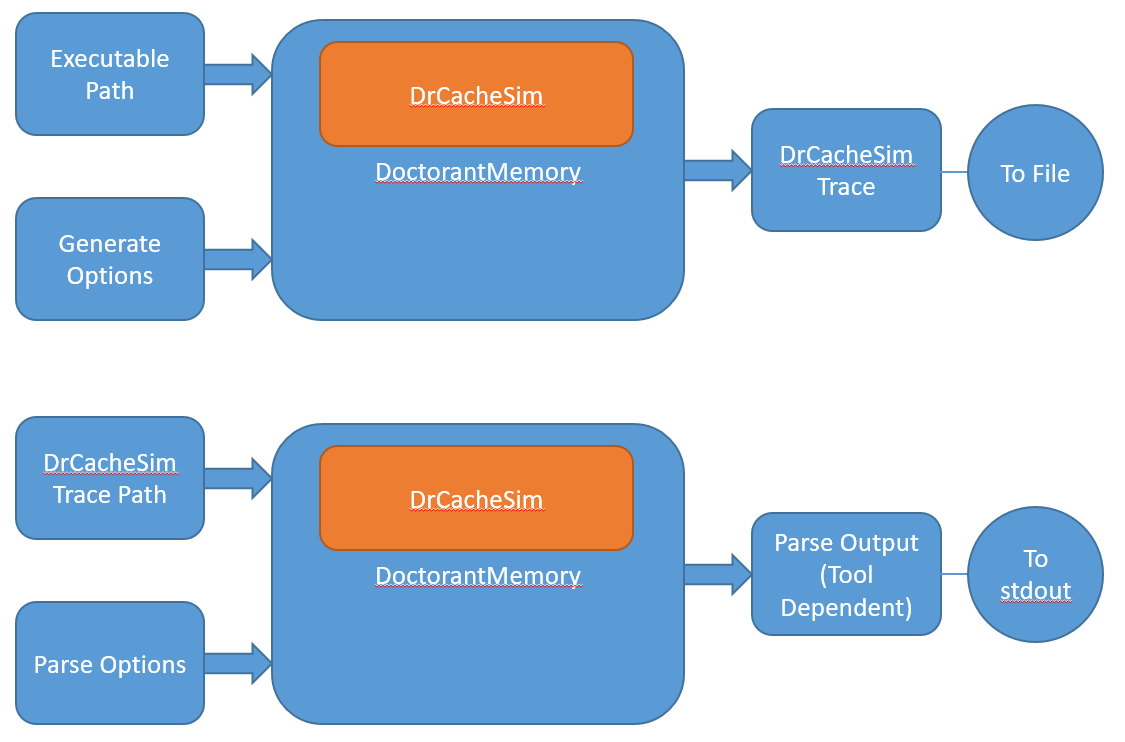 Executable
Path
Generate
Options
DrCacheSim
DoctorantMemory
DrCacheSim
Trace
To File
DrCacheSim
Trace Path
Parse Options
DrCacheSim
DoctorantMemory
Parse Output
(Tool
Dependent)
To
stdout